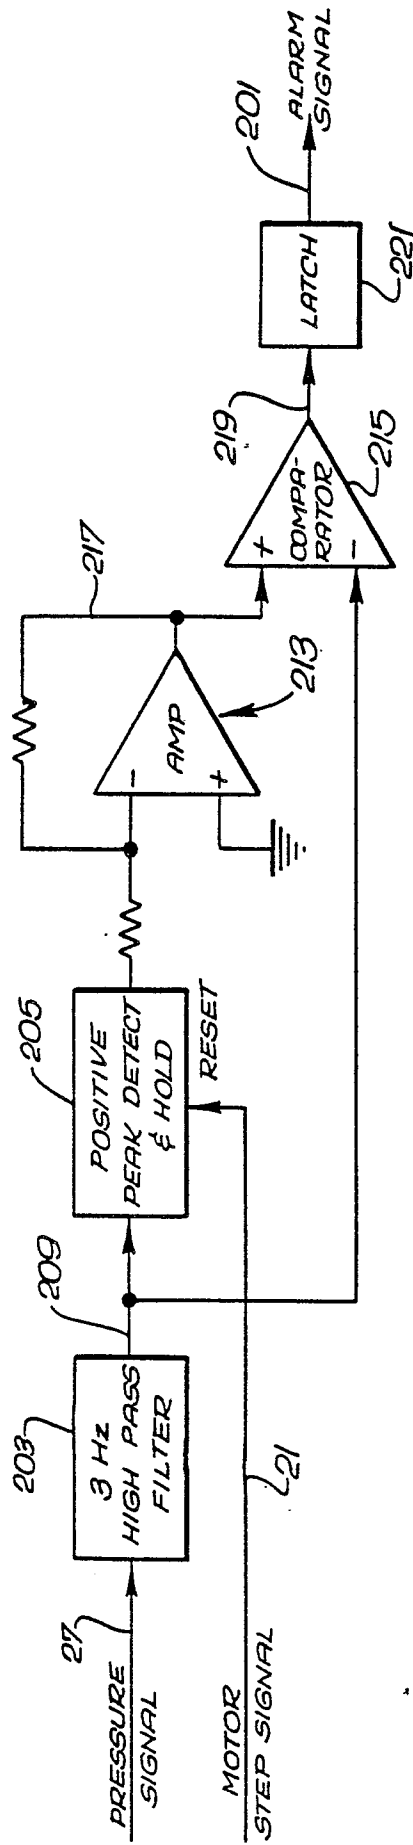 PRESSURE
SIGNAL
27
203
3 Hz
HIGH PASS
FILTER
209
205
POSITIVE
PEAK DETECT
& HOLD
RESET
MOTOR
STEP SIGNAL
21
217
-
AMP
+
213
+
COMPA-
RATOR
-
215
219
LATCH
221
201
ALARM
SIGNAL